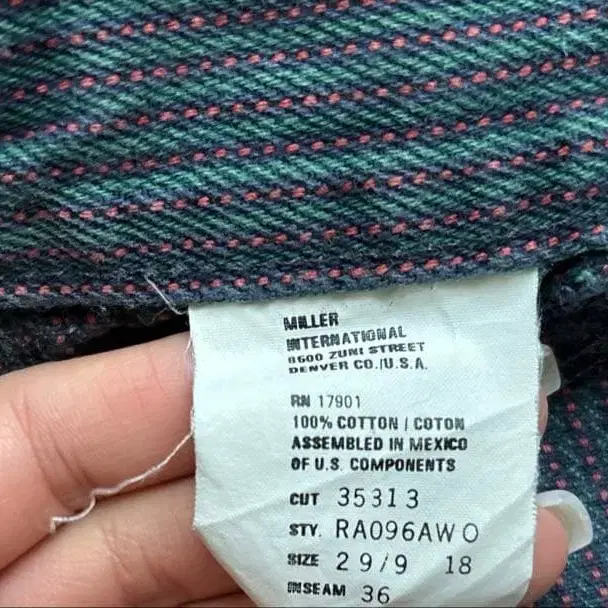 MILLER
INTERNATIONAL
8500 ZUNI STREET
DENVER CO./U.S.A.
RN 17901
100% COTTON / COTON
ASSEMBLED IN MEXICO
OF U.S. COMPONENTS
CUT 35313
STY. RA096AWO
SIZE 29/9 18
INSEAM 36